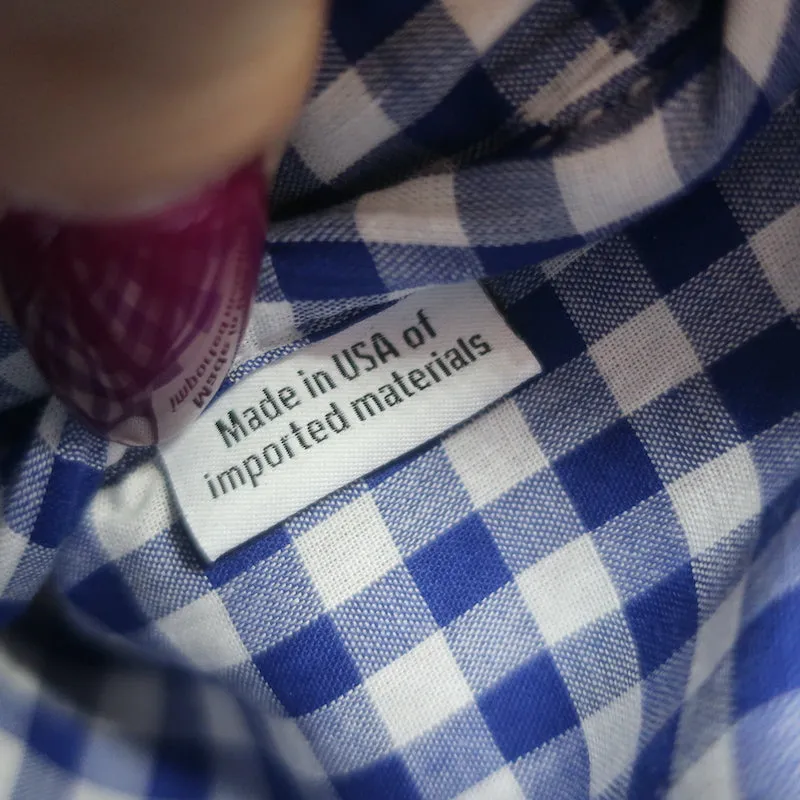 Made in USA of
imported materials